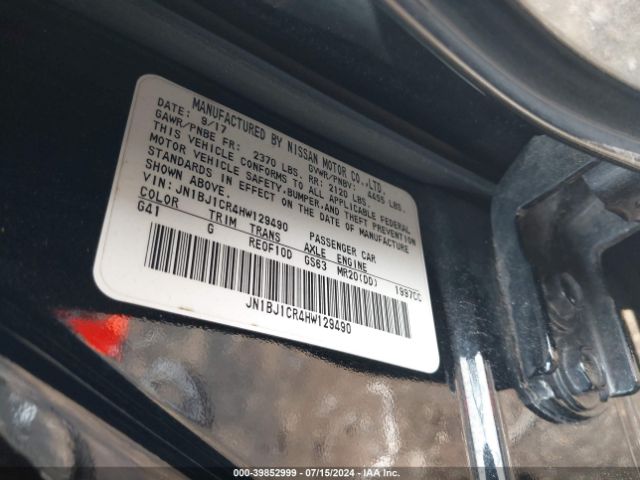 MANUFACTURED BY NISSAN MOTOR CO.,LTD.
DATE: 9/17 GVWR/PNBV: 4455 LBS.
GAWR/PNBE FR: 2370 LBS. RR: 2120 LBS.
THIS VEHICLE CONFORMS TO ALL APPLICABLE FEDERAL
MOTOR VEHICLE SAFETY,BUMPER,AND THEFT PREVENTION
STANDARDS IN EFFECT ON THE DATE OF MANUFACTURE
SHOWN ABOVE.
VIN: JN1BJ1CR4HW129490 PASSENGER CAR
COLOR TRIM TRANS AXLE ENGINE
G41 G RE0F10D GS63 MR20(DD) 1997CC
JN1BJ1CR4HW129490
000-39852999 | 07/15/2024 | IAA Inc.